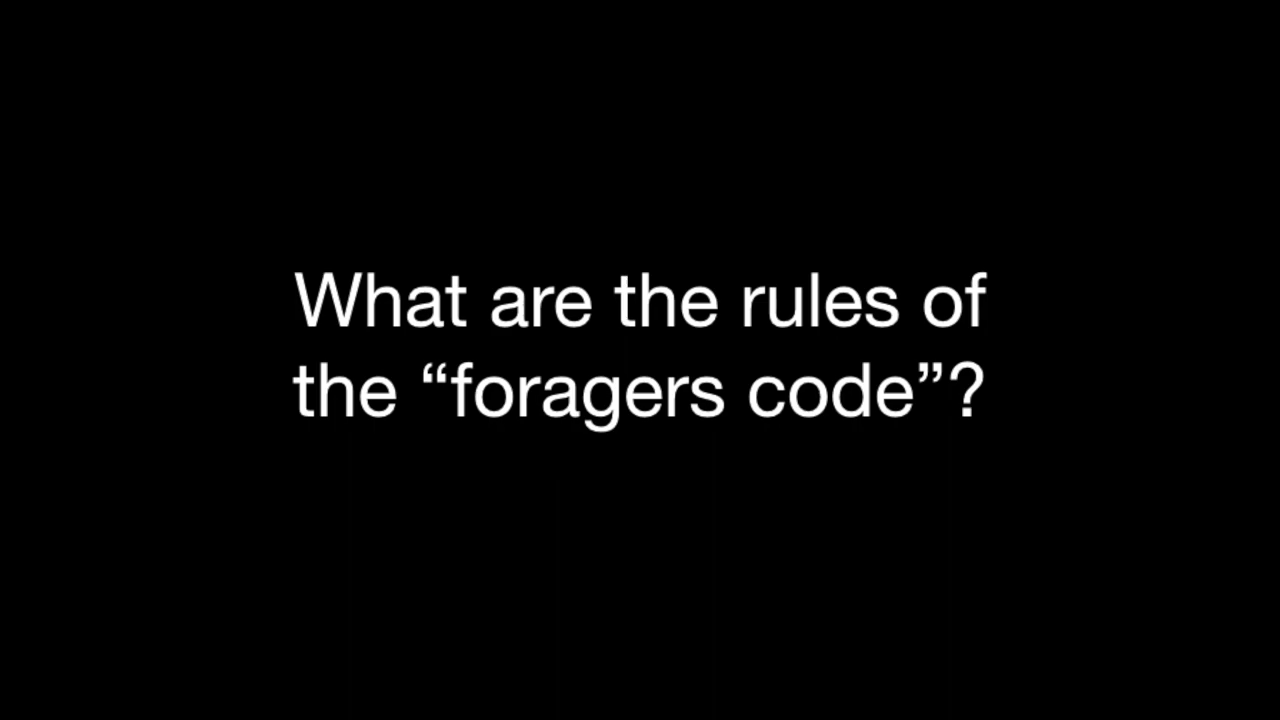 What are the rules of
the “foragers code”?